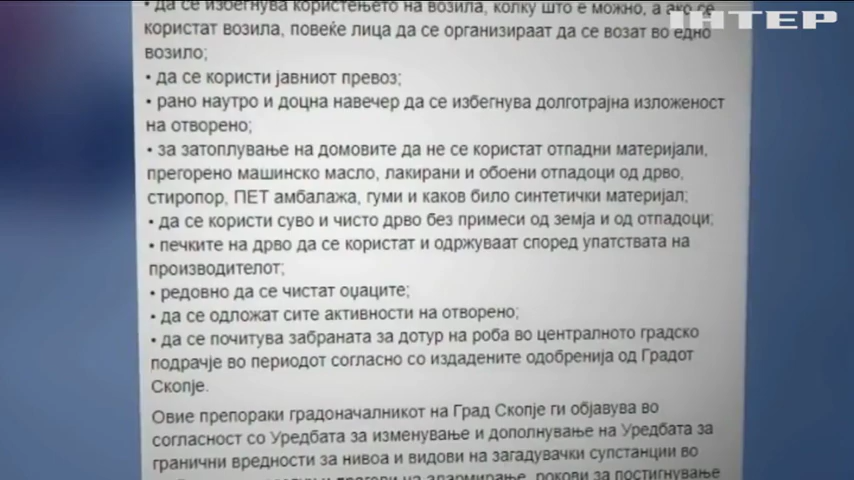 • да се избегнува користењето на возила, колку што е можно, а ако се
ІНТЕР
користат возила, повеќе лица да се организираат да се возат во едно
возило;
• да се користи јавниот превоз;
• рано наутро и доцна навечер да се избегнува долготрајна изложеност
на отворено;
• за затоплување на домовите да не се користат отпадни материјали,
прегорено машинско масло, лакирани и обоени отпадоци од дрво,
стиропор, ПЕТ амбалажа, гуми и каков било синтетички материјал;
• да се користи суво и чисто дрво без примеси од земја и од отпадоци;
• печките на дрво да се користат и одржуваат според упатствата на
производителот;
• редовно да се чистат оџаците;
• да се одложат сите активности на отворено;
• да се почитува забраната за дотур на роба во централното градско
подрачје во периодот согласно со издадените одобренија од Градот
Скопје.
Овие препораки градоначалникот на Град Скопје ги објавува во
согласност со Уредбата за изменување и дополнување на Уредбата за
гранични вредности за нивоа и видови на загадувачки супстанции во
на алармирање, рокови за постигнување